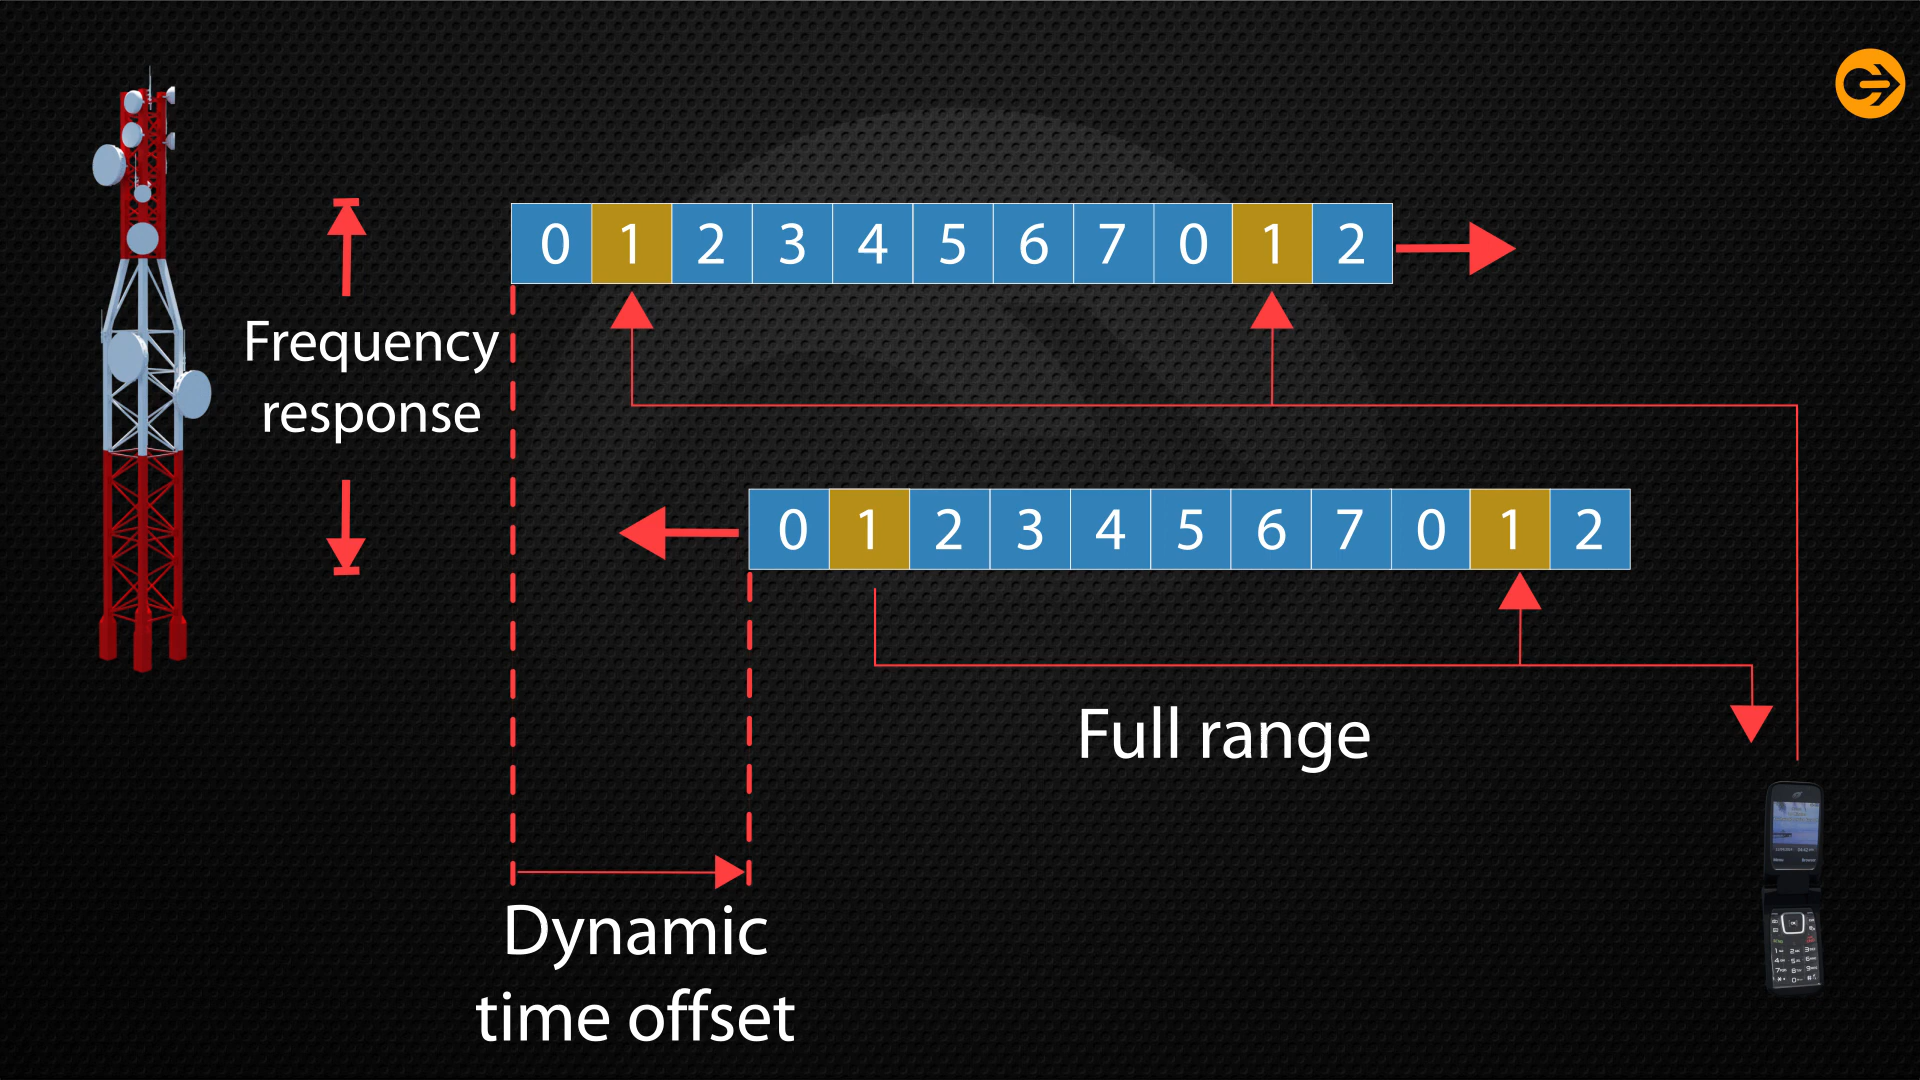 0 1 2 3 4 5 6 7 0 1 2
Frequency
response
0 1 2 3 4 5 6 7 0 1 2
Full range
Dynamic
time offset